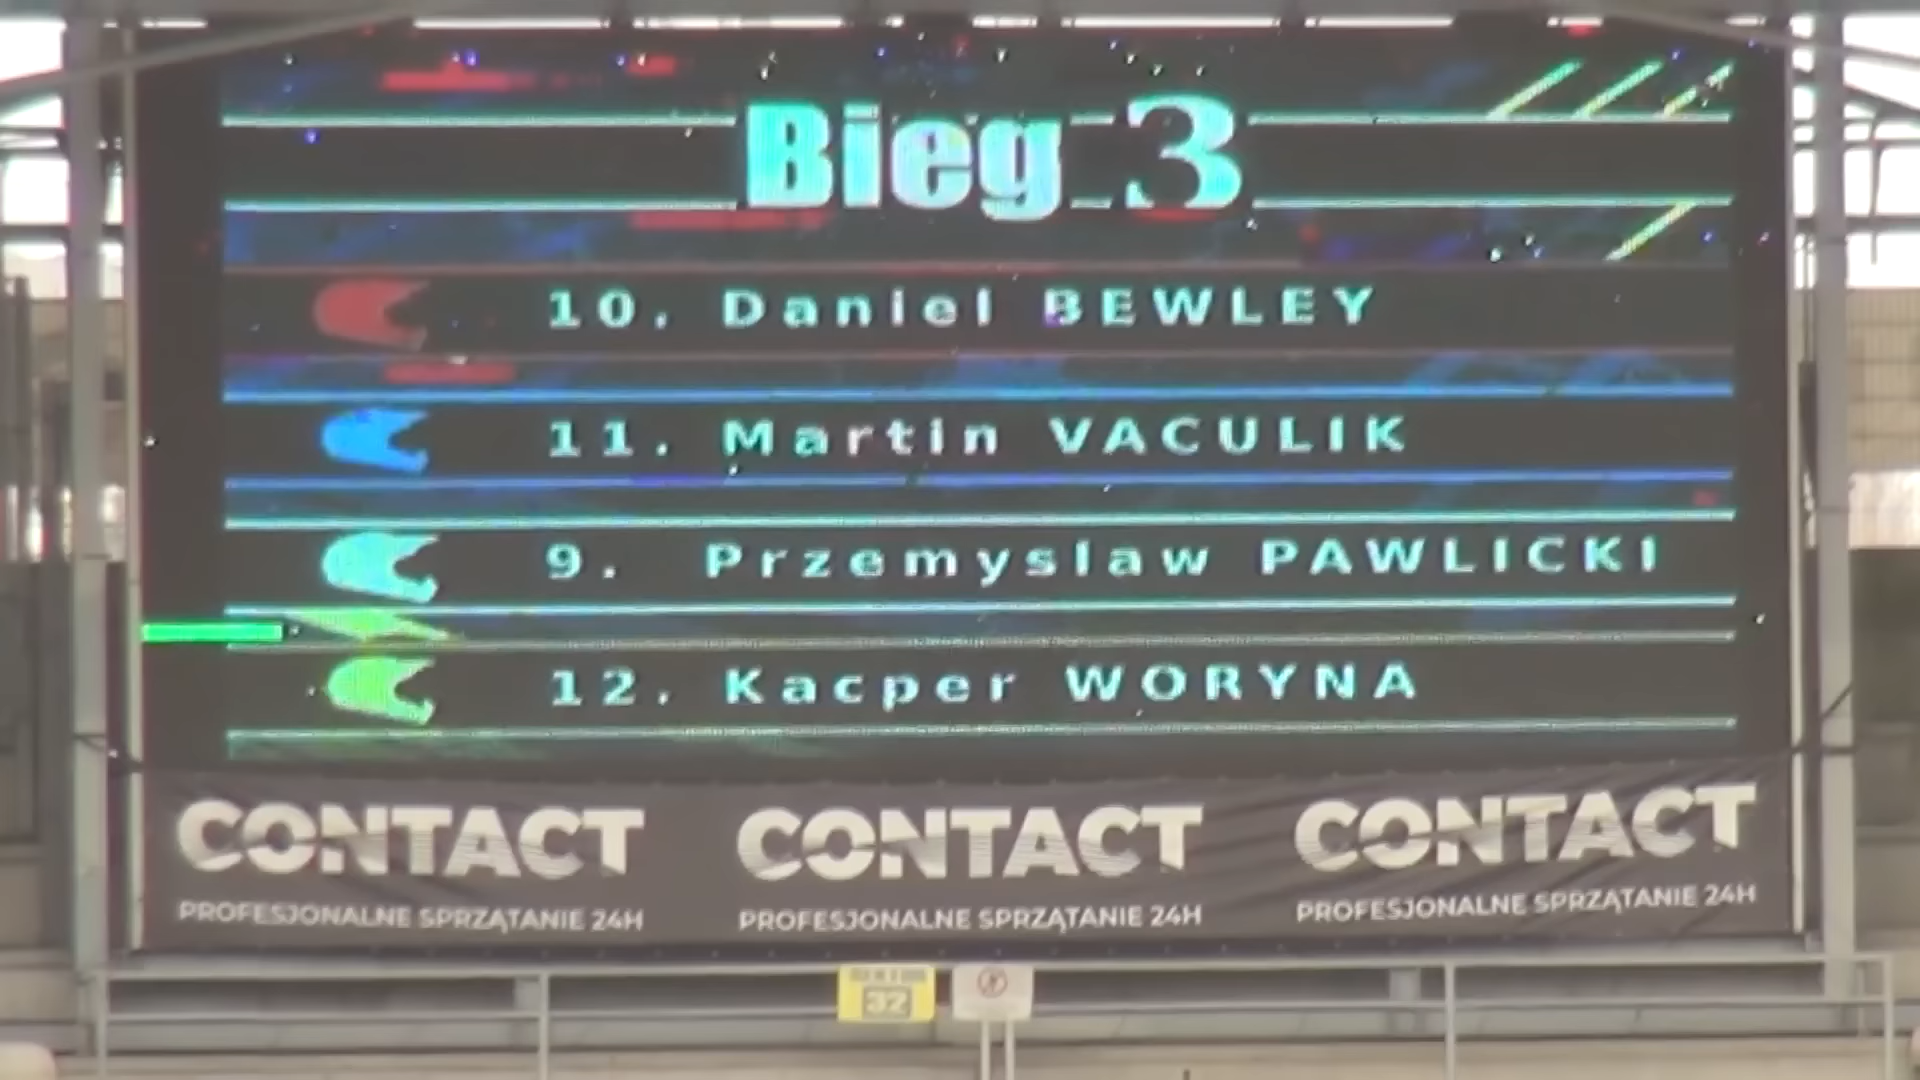 Bieg 3
10. Daniel BEWLEY
11. Martin VACULIK
9. Przemyslaw PAWLICKI
12. Kacper WORYNA
CONTACT CONTACT CONTACT
PROFESJONALNE SPRZĄTANIE 24H PROFESJONALNE SPRZĄTANIE 24H PROFESJONALNE SPRZĄTANIE 24H
32